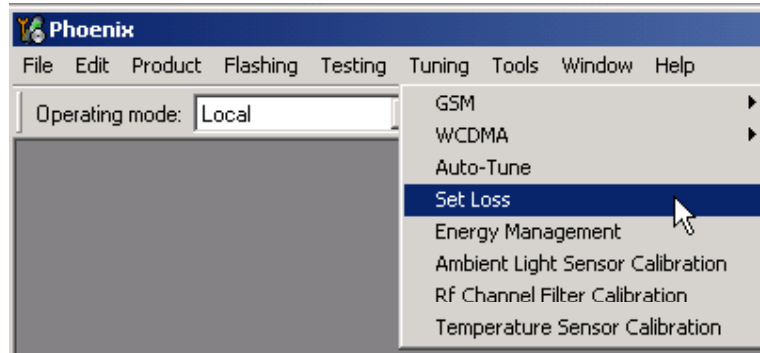 Phoenix
File Edit Product Flashing Testing Tuning Tools Window Help
Operating mode: Local
GSM
WCDMA
Auto-Tune
Set Loss
Energy Management
Ambient Light Sensor Calibration
Rf Channel Filter Calibration
Temperature Sensor Calibration